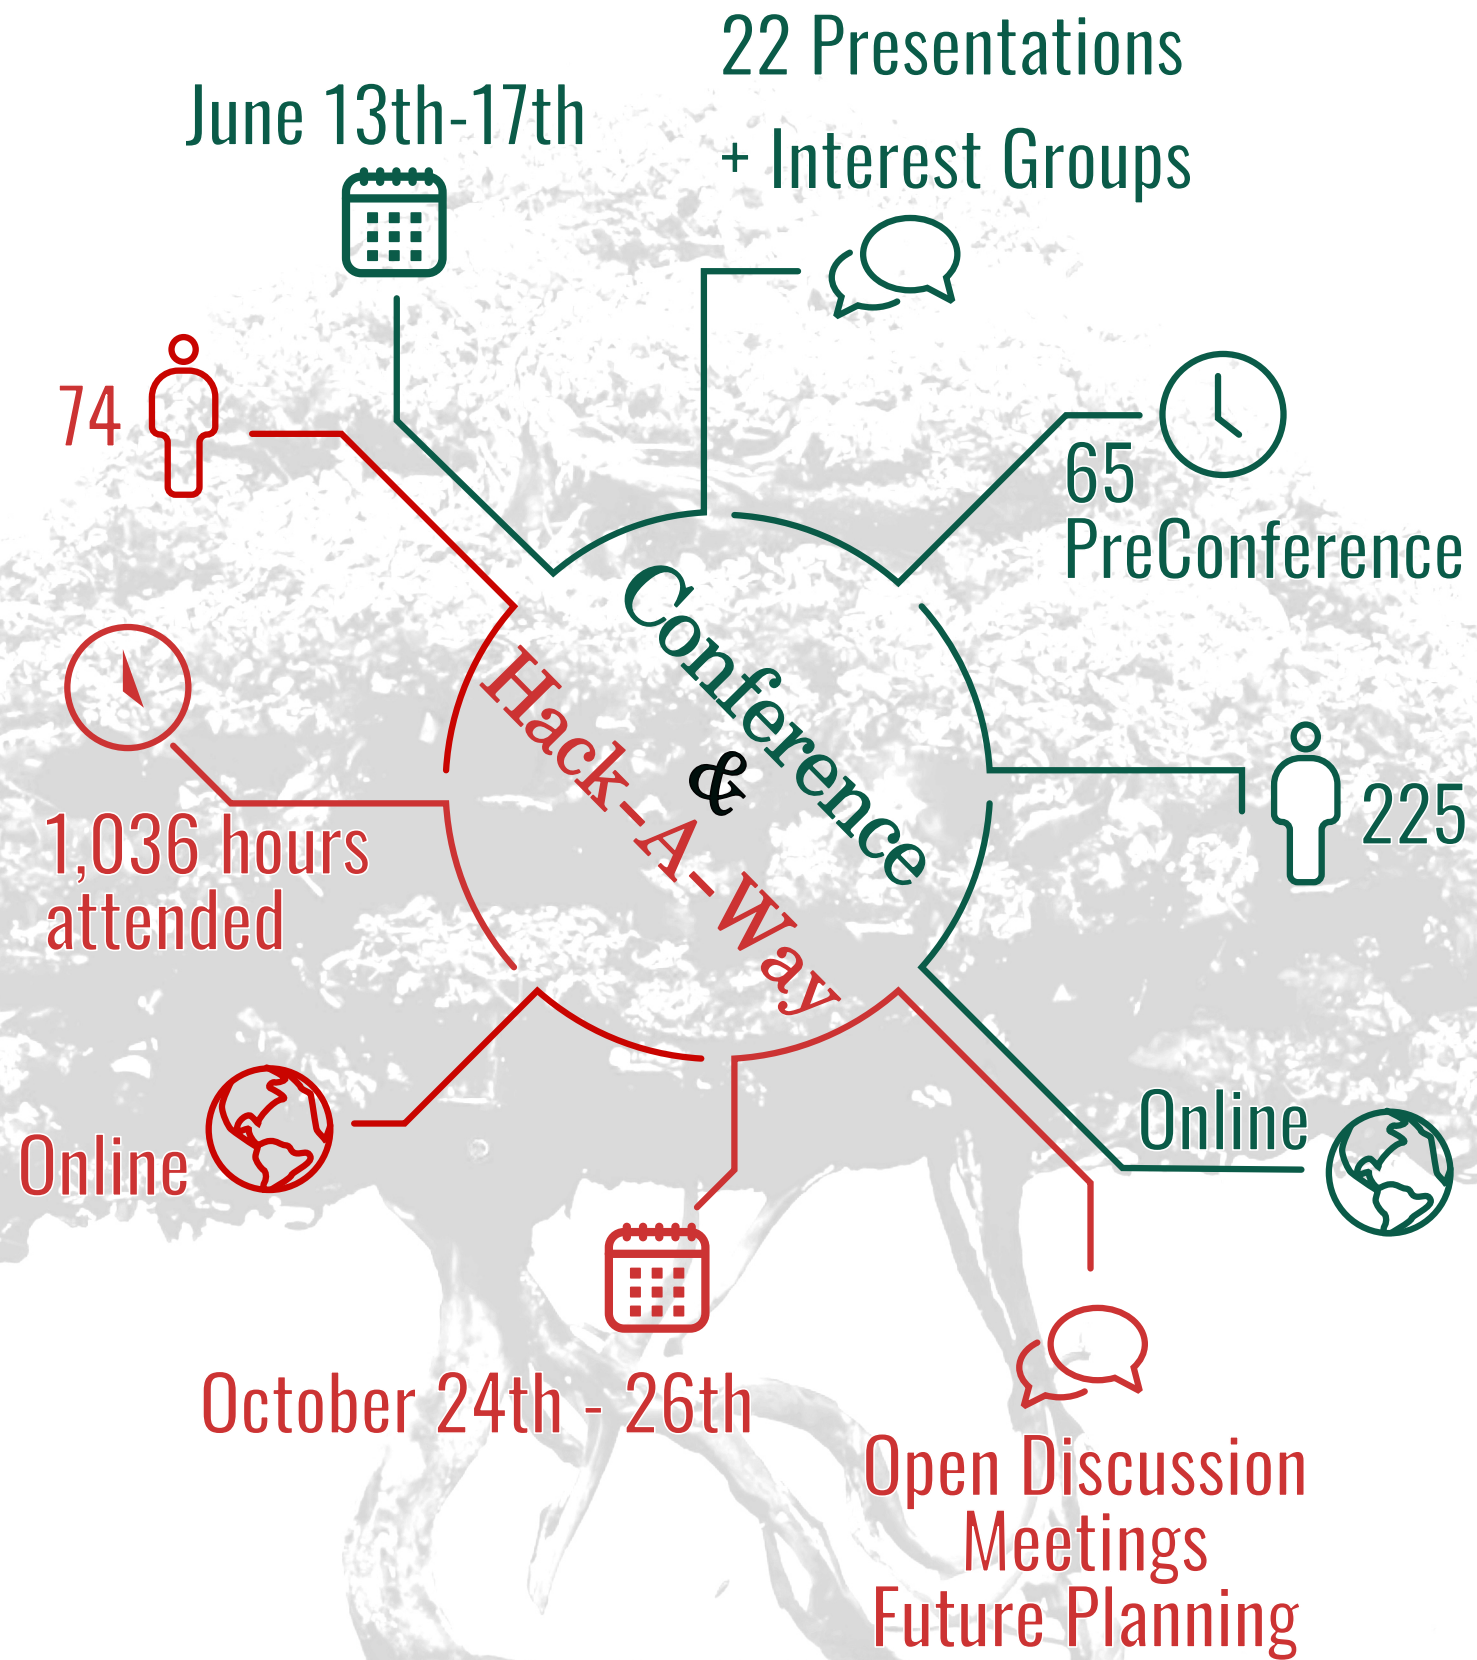 22 Presentations
+ Interest Groups
June 13th-17th
74
65
PreConference
Conference
&
Hack-A-Way
225
1,036 hours
attended
Online
Online
October 24th - 26th
Open Discussion
Meetings
Future Planning